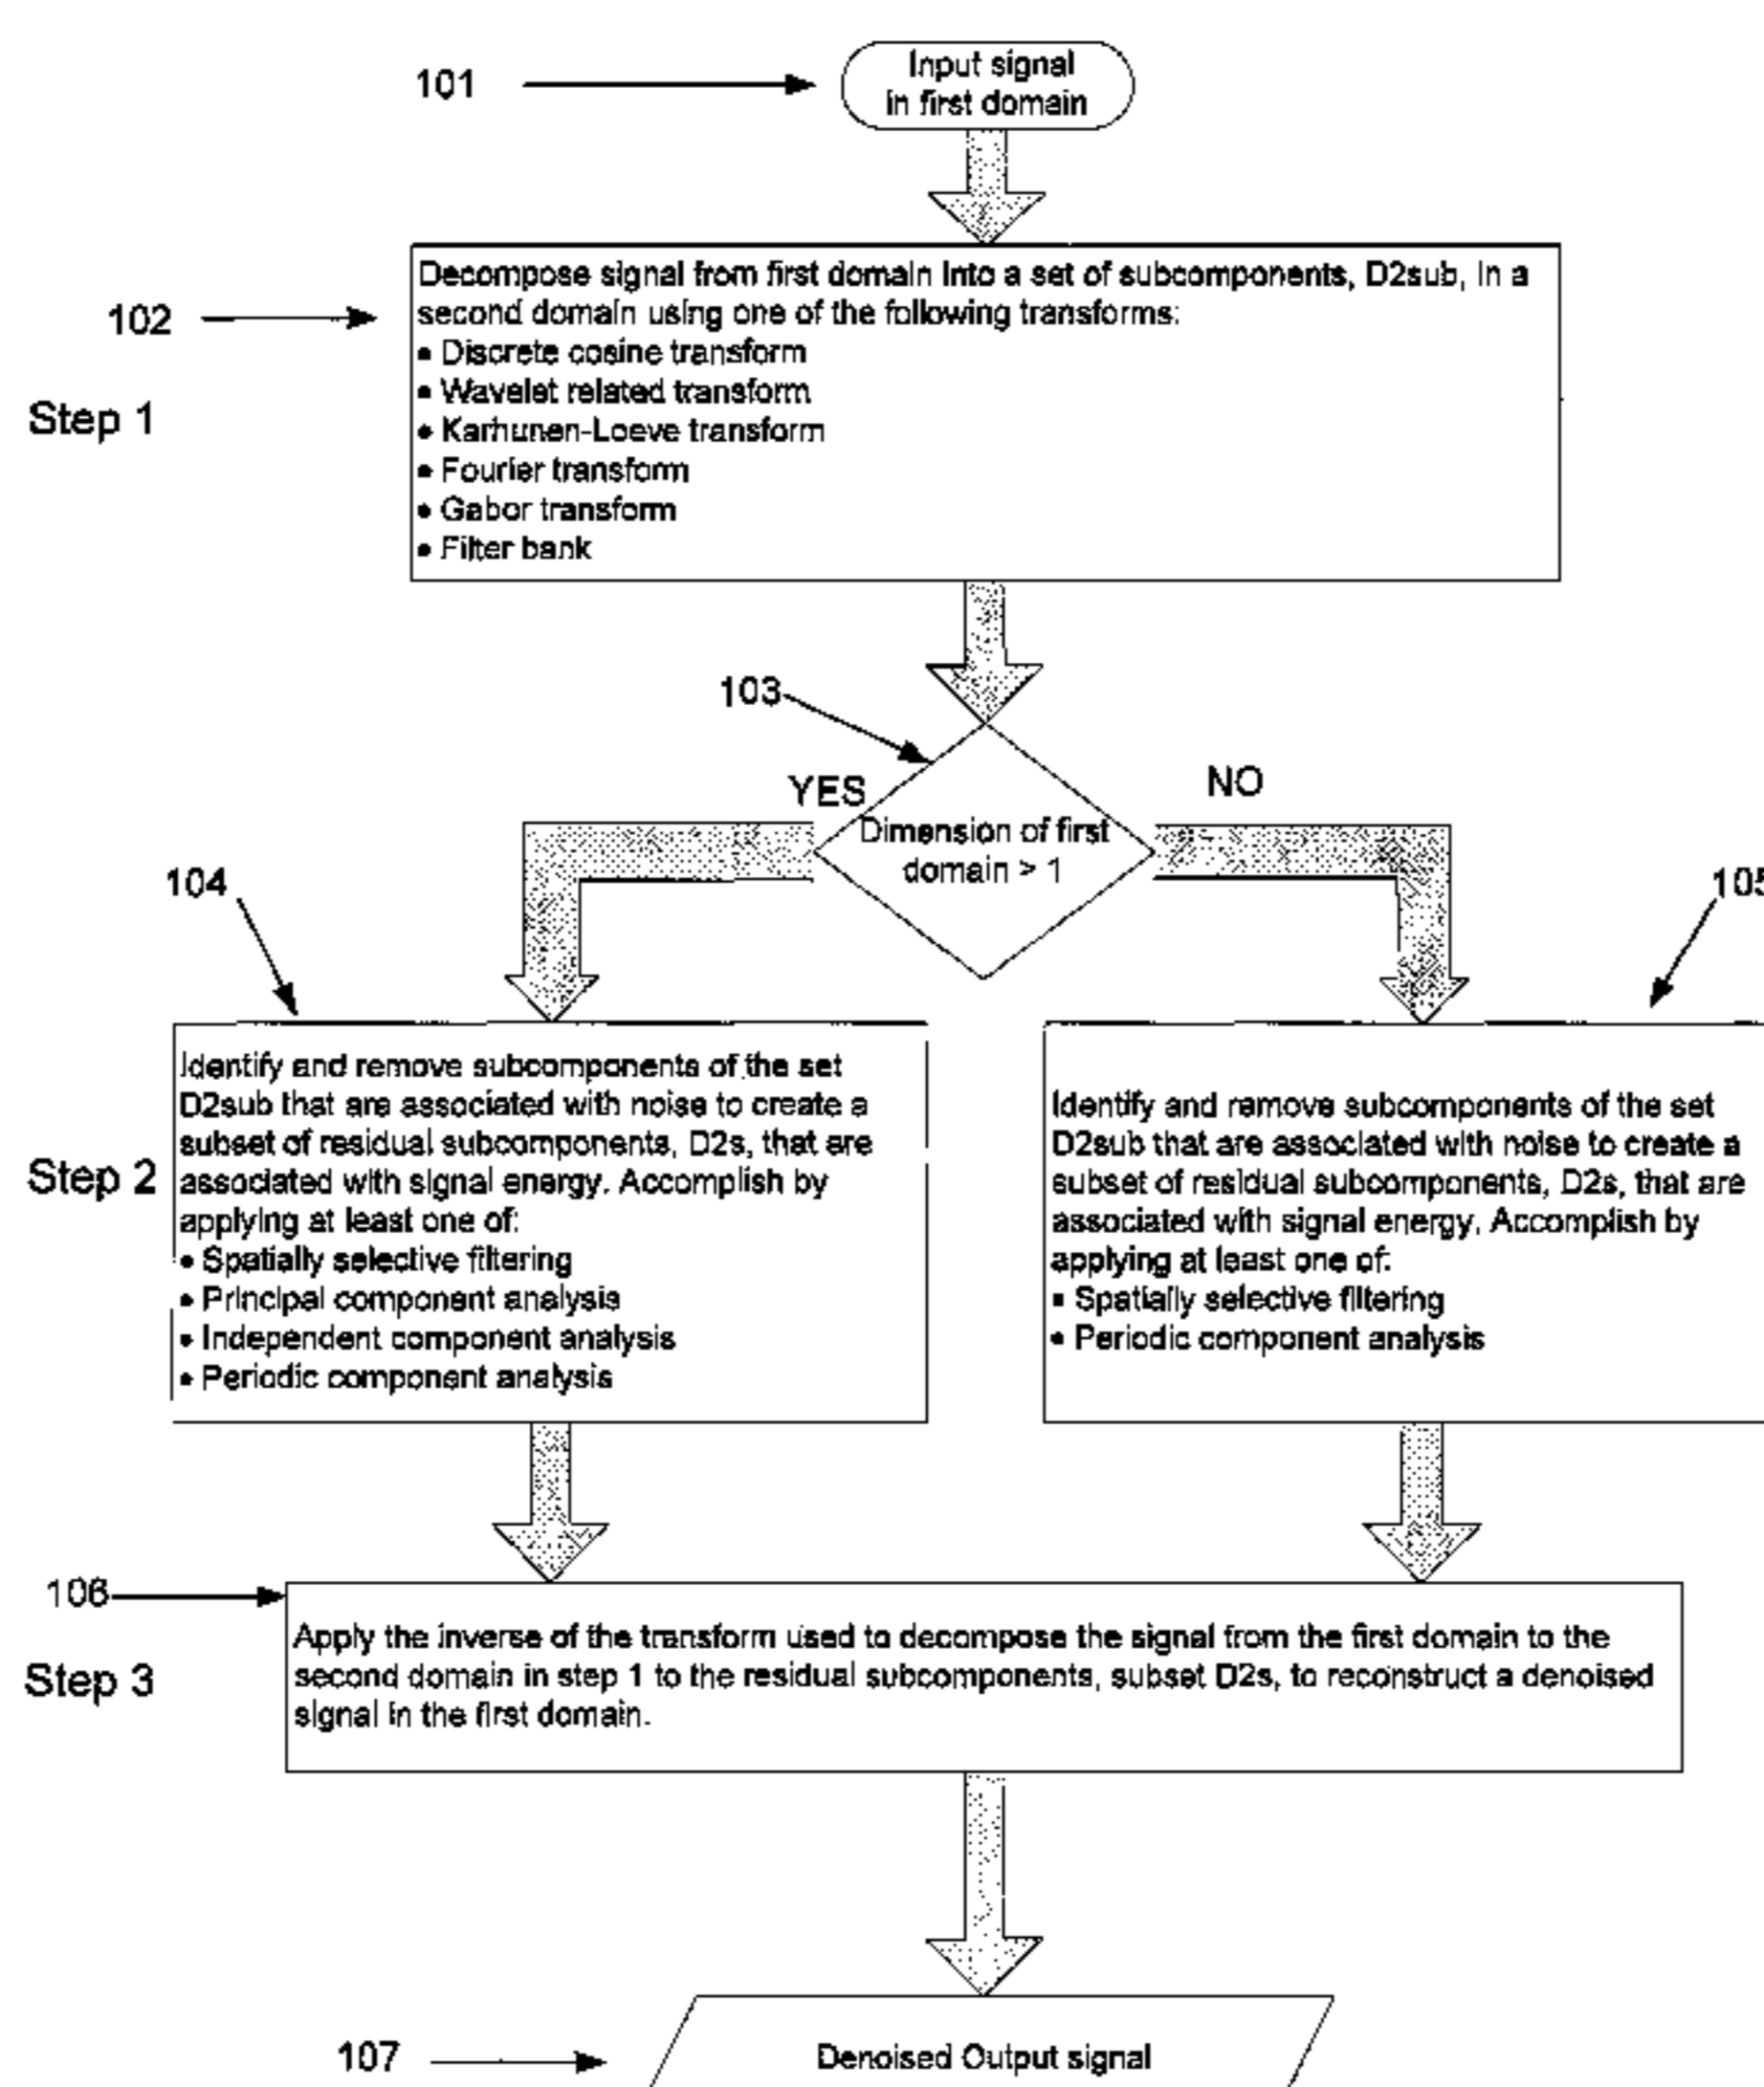 101
Input signal
in first domain
102
Step 1
Decompose signal from first domain into a set of subcomponents, D2sub, in a
second domain using one of the following transforms:
• Discrete cosine transform
• Wavelet related transform
• Karhunen-Loeve transform
• Fourier transform
• Gabor transform
• Filter bank
103
YES
NO
Dimension of first
domain > 1
104
105
Step 2
Identify and remove subcomponents of the set
D2sub that are associated with noise to create a
subset of residual subcomponents, D2s, that are
associated with signal energy. Accomplish by
applying at least one of:
• Spatially selective filtering
• Principal component analysis
• Independent component analysis
• Periodic component analysis
Identify and remove subcomponents of the set
D2sub that are associated with noise to create a
subset of residual subcomponents, D2s, that are
associated with signal energy. Accomplish by
applying at least one of:
• Spatially selective filtering
• Periodic component analysis
106
Step 3
Apply the inverse of the transform used to decompose the signal from the first domain to the
second domain in step 1 to the residual subcomponents, subset D2s, to reconstruct a denoised
signal in the first domain.
107
Denoised Output signal